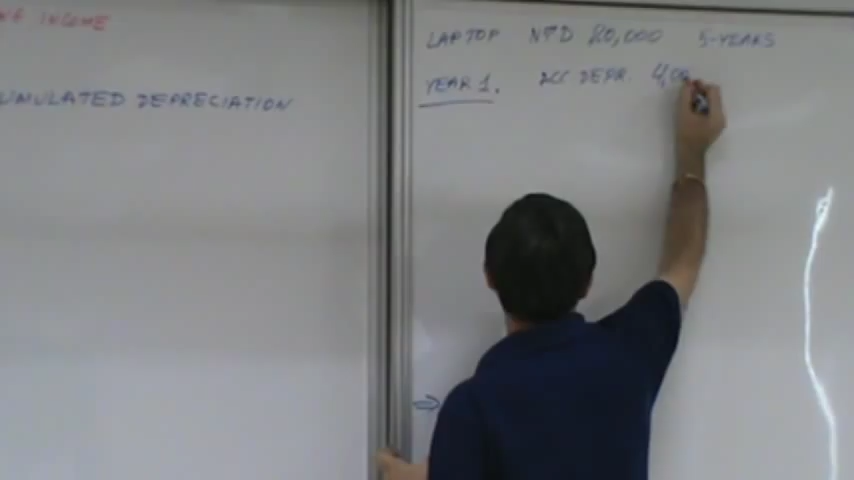 INCOME
UMULATED DEPRECIATION
LAPTOP NTD 20,000 5-YEARS
YEAR 1. ACC DEPR. 4,00